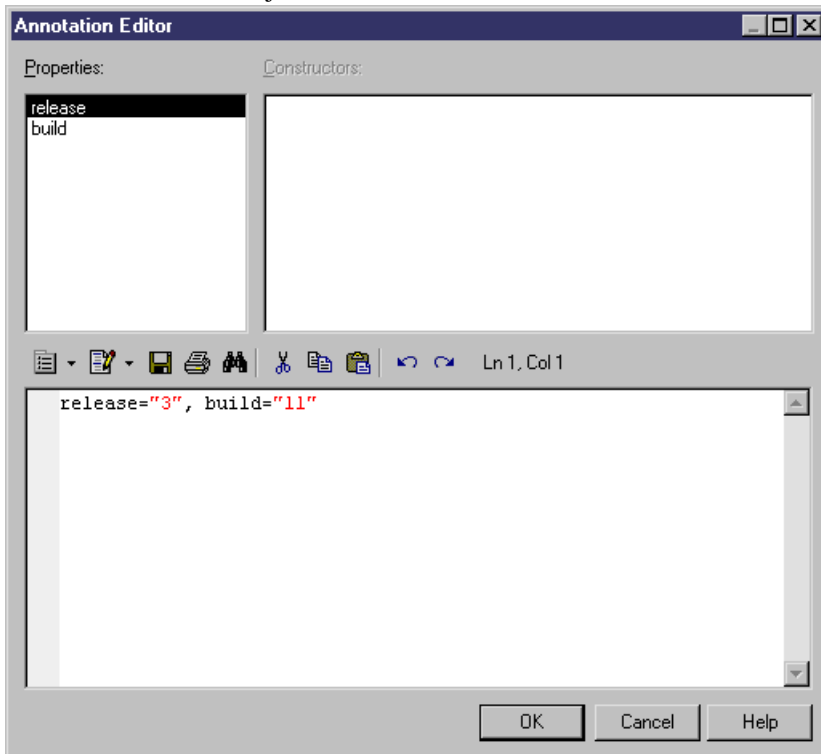 Annotation Editor
Properties:
Constructors:
release
build
Ln 1, Col 1
release="3", build="11"
OK
Cancel
Help